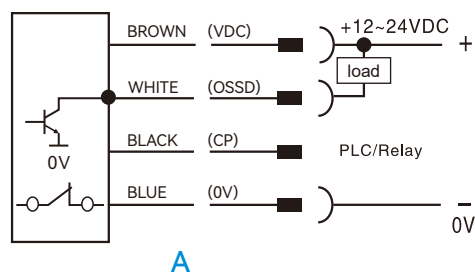 BROWN (VDC) +12~24VDC +
load
WHITE (OSSD)
0V
BLACK (CP) PLC/Relay
BLUE (0V) −
0V
A